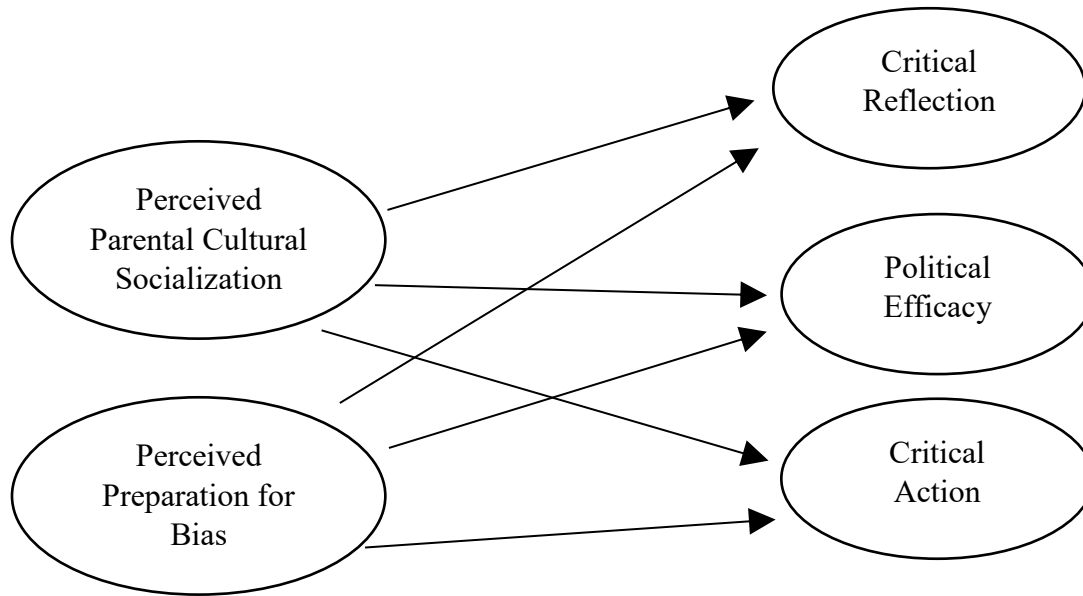 Perceived
Parental Cultural
Socialization
Perceived
Preparation for
Bias
Critical
Reflection
Political
Efficacy
Critical
Action